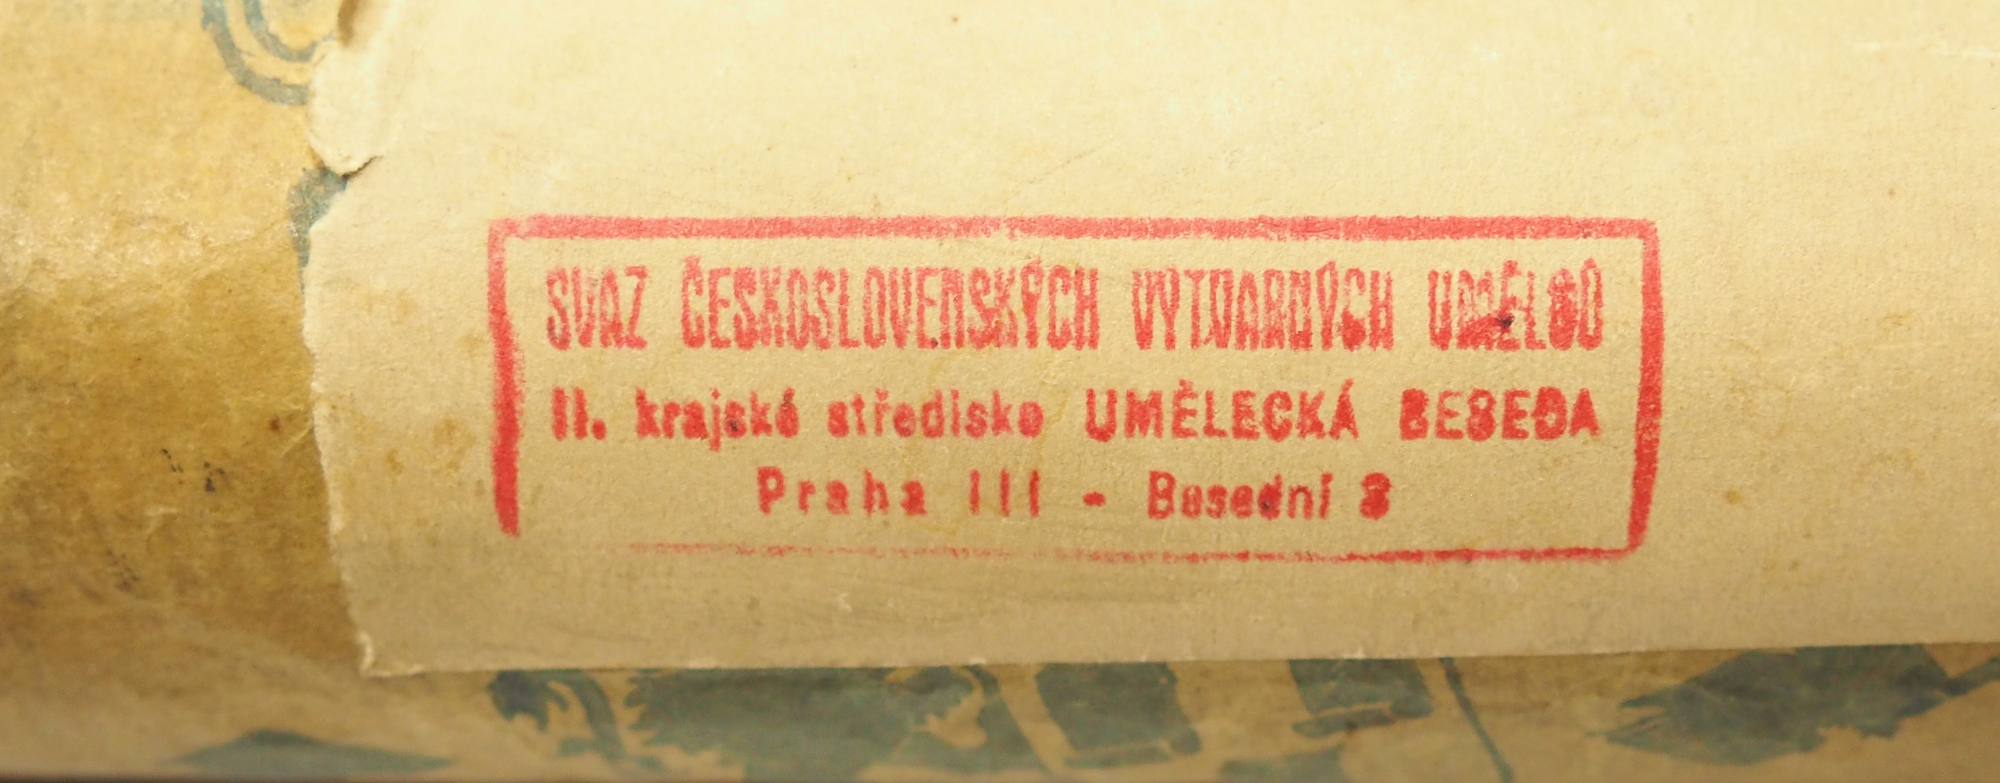 SVAZ ČESKOSLOVENSKÝCH VÝTVARNÝCH UMĚLCŮ
II. krajské středisko UMĚLECKÁ BESEDA
Praha III - Besední 3